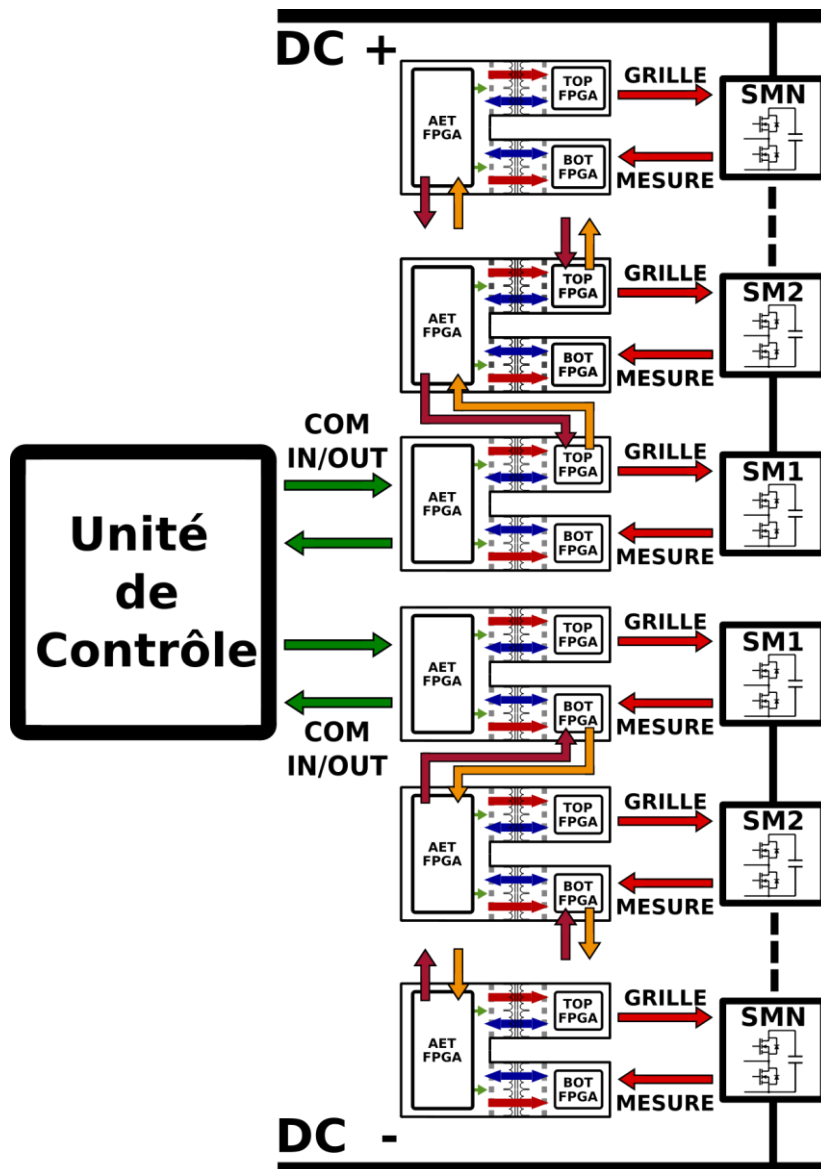 DC +
AET
FPGA
TOP
FPGA
BOT
FPGA
GRILLE
MESURE
SMN
AET
FPGA
TOP
FPGA
BOT
FPGA
GRILLE
MESURE
SM2
COM
IN/OUT
AET
FPGA
TOP
FPGA
BOT
FPGA
GRILLE
MESURE
SM1
Unité
de
Contrôle
AET
FPGA
TOP
FPGA
BOT
FPGA
GRILLE
MESURE
SM1
COM
IN/OUT
AET
FPGA
TOP
FPGA
BOT
FPGA
GRILLE
MESURE
SM2
AET
FPGA
TOP
FPGA
BOT
FPGA
GRILLE
MESURE
SMN
DC -